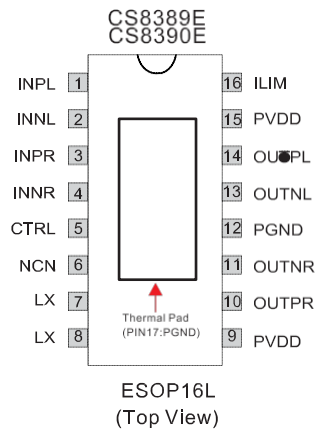 CS8389E
CS8390E
INPL 1
INNL 2
INPR 3
INNR 4
CTRL 5
NCN 6
LX 7
LX 8
16 ILIM
15 PVDD
14
13 OUTNL
12 PGND
11 OUTNR
10 OUTPR
9 PVDD
Thermal Pad
(PIN17:PGND)
ESOP16L
(Top View)